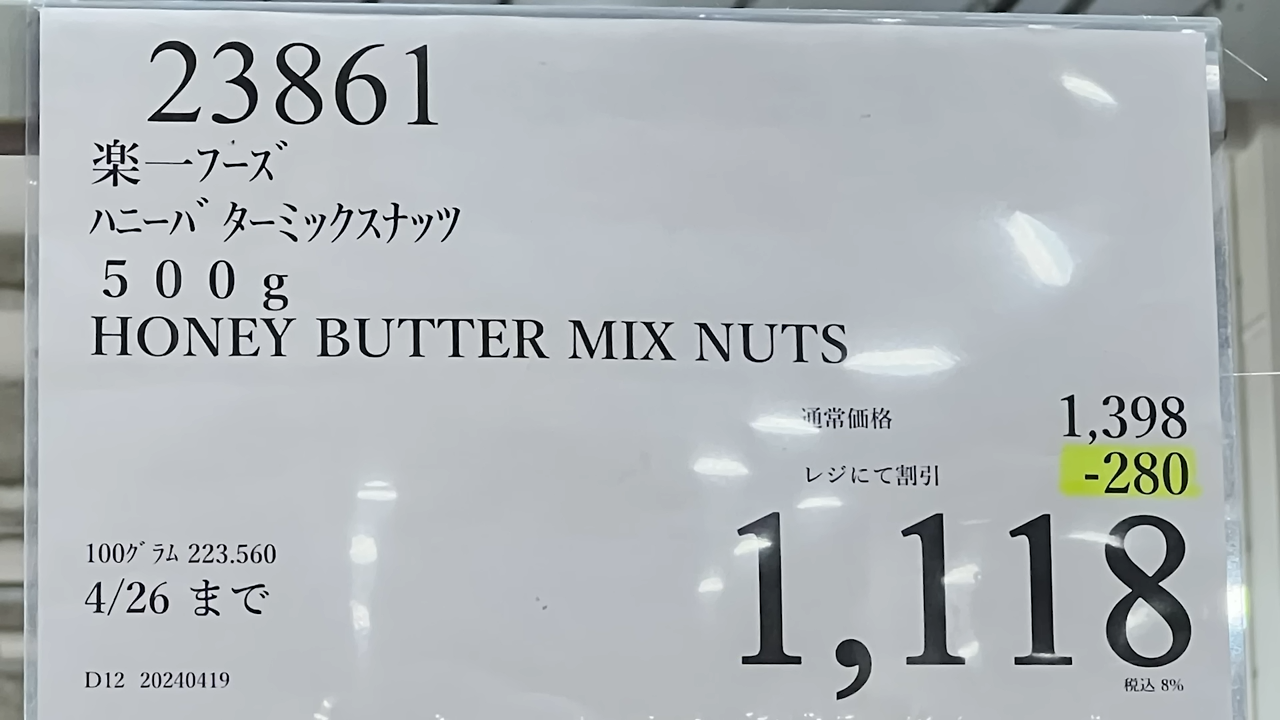 23861
楽一フーズ
ハニーバターミックスナッツ
500g
HONEY BUTTER MIX NUTS
通常価格 1,398
レジにて割引 -280
1,118
100グラム 223.560
4/26 まで
D12 20240419
税込 8%